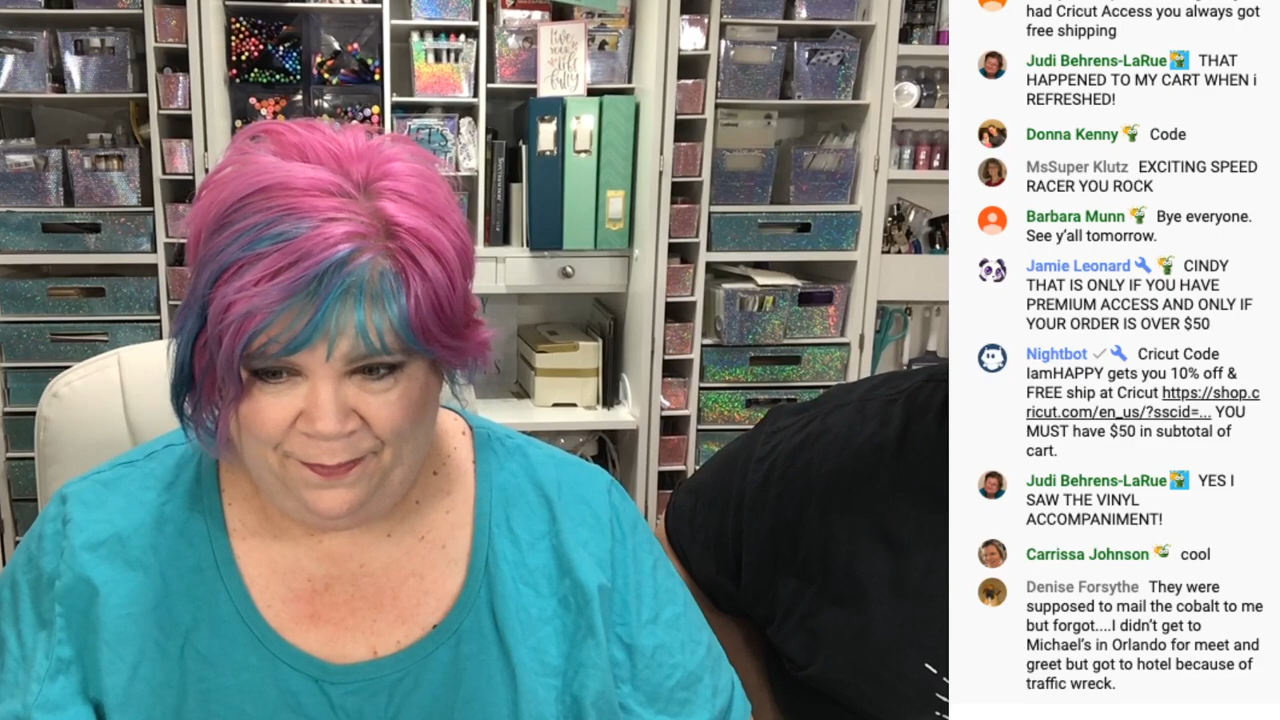 had Cricut Access you always got
free shipping
Judi Behrens-LaRue THAT
HAPPENED TO MY CART WHEN i
REFRESHED!
Donna Kenny Code
MsSuper Klutz EXCITING SPEED
RACER YOU ROCK
Barbara Munn Bye everyone.
See y'all tomorrow.
Jamie Leonard CINDY
THAT IS ONLY IF YOU HAVE
PREMIUM ACCESS AND ONLY IF
YOUR ORDER IS OVER $50
Nightbot Cricut Code
IamHAPPY gets you 10% off &
FREE ship at Cricut https://shop.c
ricut.com/en_us/?sscid=... YOU
MUST have $50 in subtotal of
cart.
Judi Behrens-LaRue YES I
SAW THE VINYL
ACCOMPANIMENT!
Carrissa Johnson cool
Denise Forsythe They were
supposed to mail the cobalt to me
but forgot....I didn't get to
Michael's in Orlando for meet and
greet but got to hotel because of
traffic wreck.
live
your
life
fully
LET'S